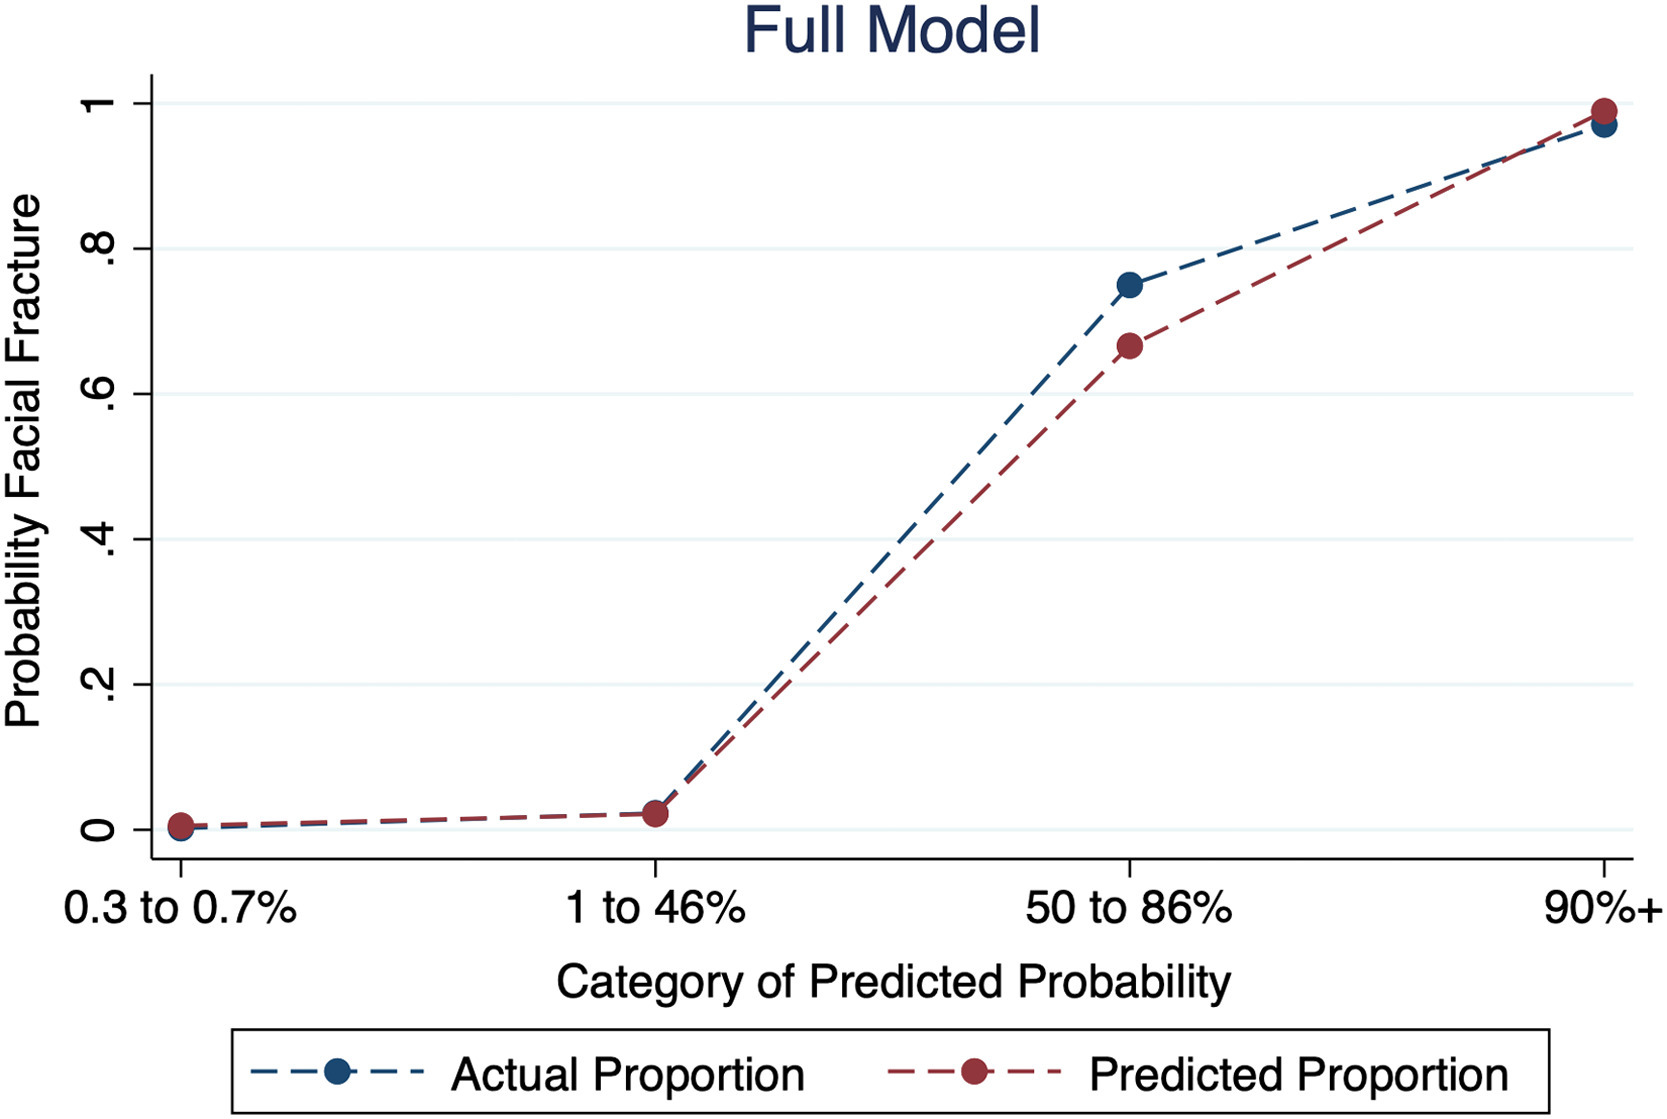 Full Model
Probability Facial Fracture
1
.8
.6
.4
.2
0
0.3 to 0.7% 1 to 46% 50 to 86% 90%+
Category of Predicted Probability
Actual Proportion Predicted Proportion